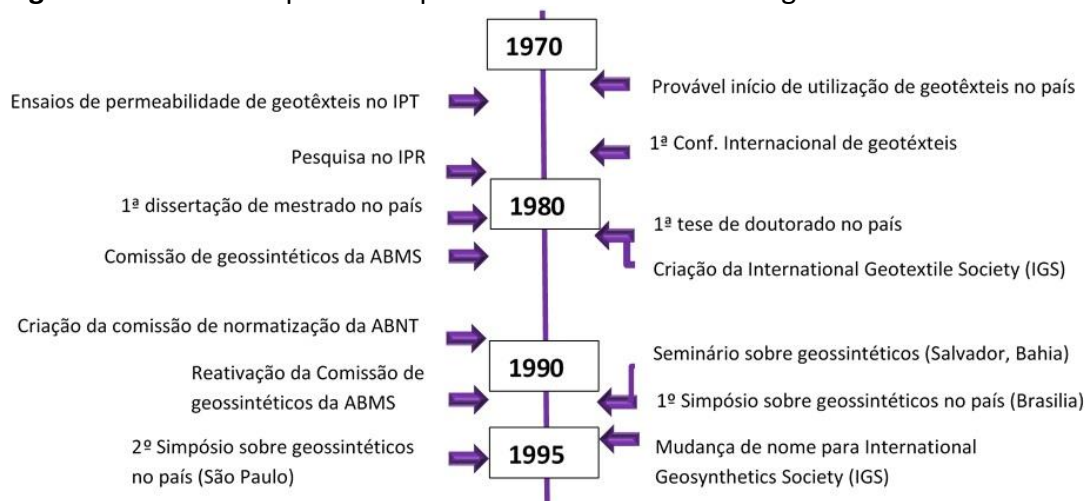 1970
Provável início de utilização de geotêxteis no país
Ensaios de permeabilidade de geotêxteis no IPT
1ª Conf. Internacional de geotéxteis
Pesquisa no IPR
1980
1ª dissertação de mestrado no país
1ª tese de doutorado no país
Comissão de geossintéticos da ABMS
Criação da International Geotextile Society (IGS)
Criação da comissão de normatização da ABNT
Seminário sobre geossintéticos (Salvador, Bahia)
1990
Reativação da Comissão de
geossintéticos da ABMS
1º Simpósio sobre geossintéticos no país (Brasilia)
2º Simpósio sobre geossintéticos
no país (São Paulo)
1995
Mudança de nome para International
Geosynthetics Society (IGS)